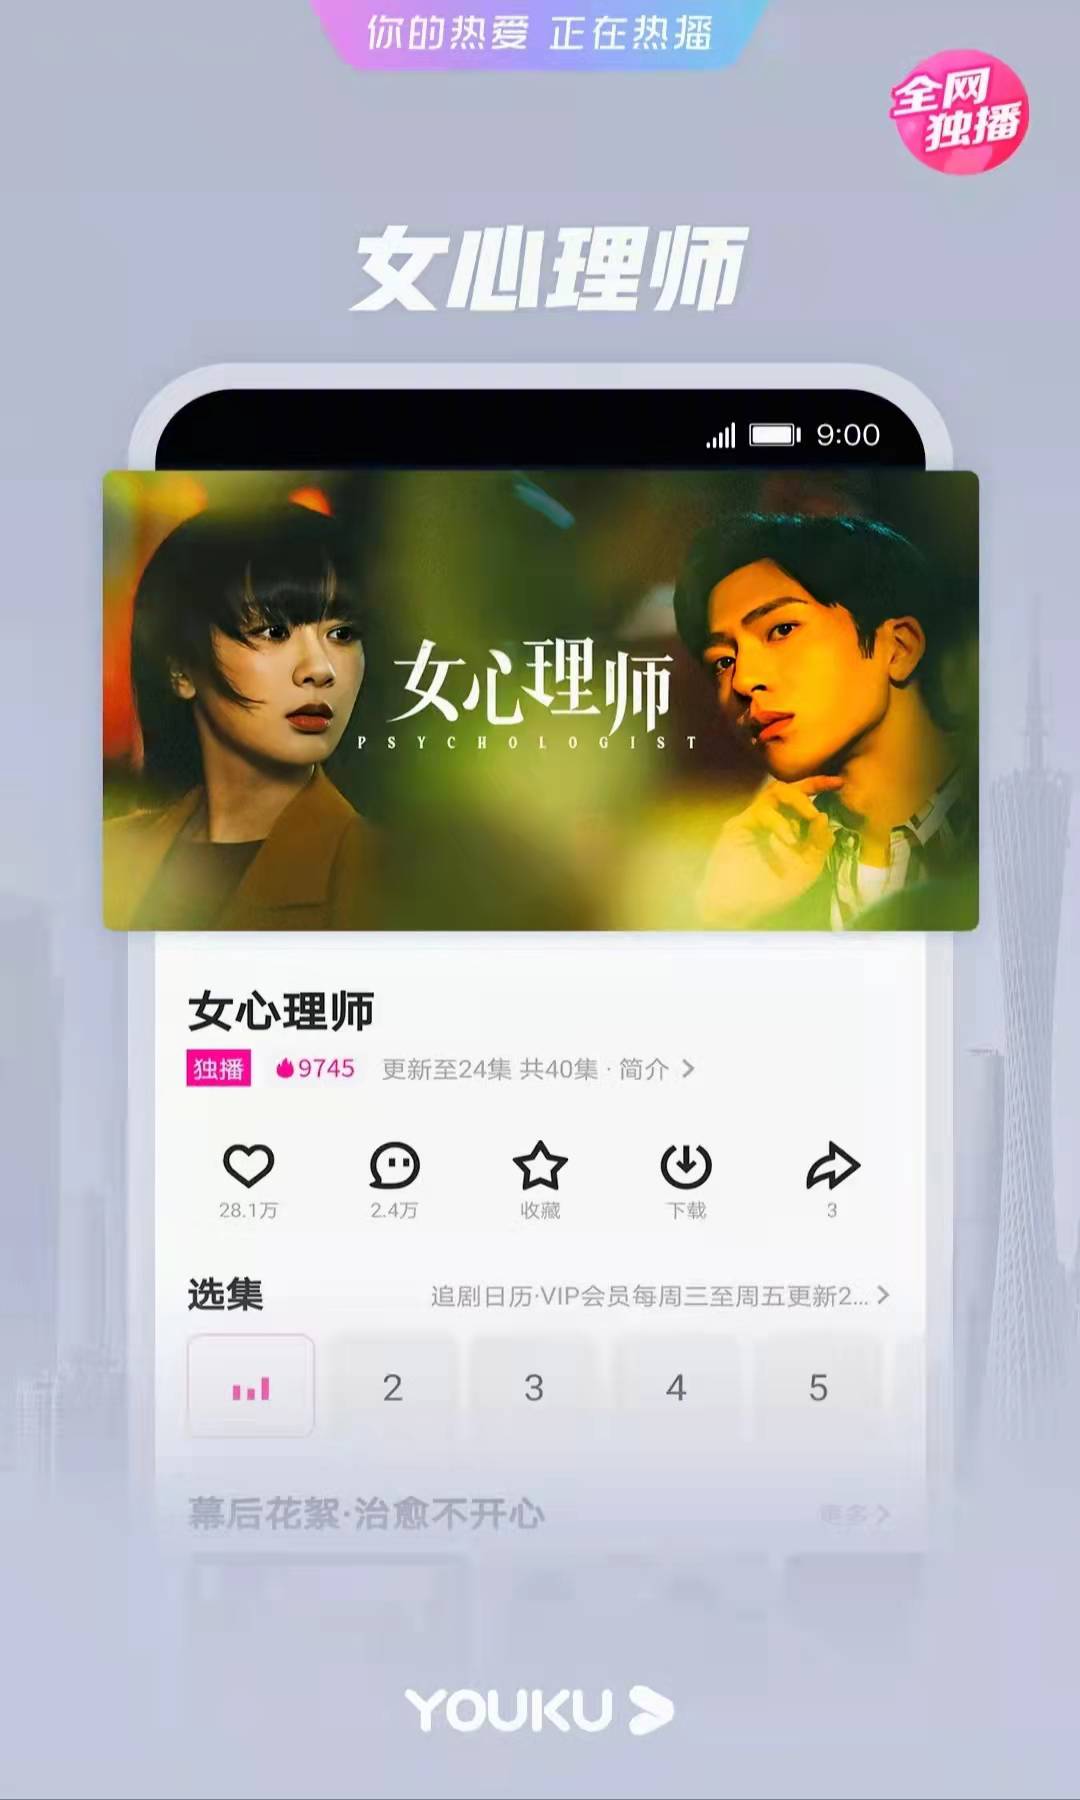 你的热爱 正在热播
全网
独播
女心理师
9:00
女心理师
PSYCHOLOGIST
女心理师
独播 9745 更新至24集 共40集 · 简介 >
28.1万 2.4万 收藏 下载 3
选集 追剧日历·VIP会员每周三至周五更新2... >
2 3 4 5
幕后花絮·治愈不开心 更多 >
YOUKU